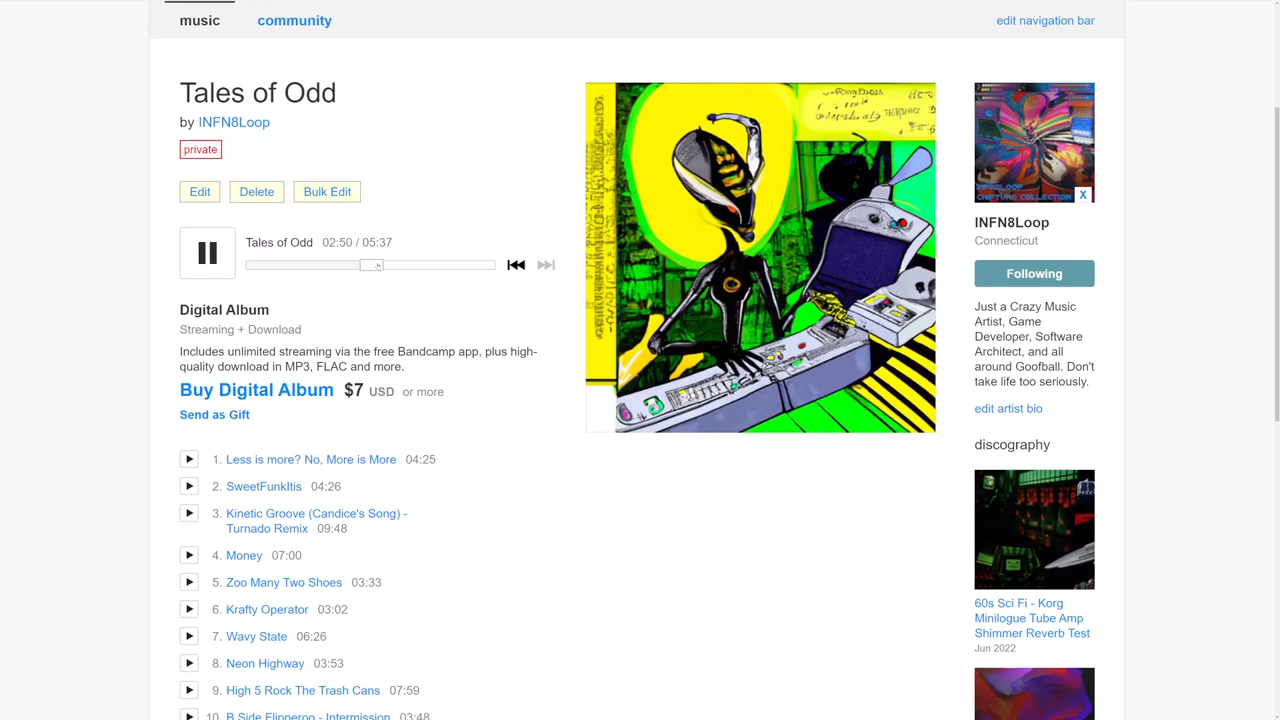 music
community
edit navigation bar
Tales of Odd
by INFN8Loop
private
Edit
Delete
Bulk Edit
Tales of Odd 02:50 / 05:37
Digital Album
Streaming + Download
Includes unlimited streaming via the free Bandcamp app, plus high-
quality download in MP3, FLAC and more.
Buy Digital Album $7 USD or more
Send as Gift
1. Less is more? No, More is More 04:25
2. SweetFunkItis 04:26
3. Kinetic Groove (Candice's Song) -
Turnado Remix 09:48
4. Money 07:00
5. Zoo Many Two Shoes 03:33
6. Krafty Operator 03:02
7. Wavy State 06:26
8. Neon Highway 03:53
9. High 5 Rock The Trash Cans 07:59
10. B Side Flipperoo - Intermission 03:48
X
INFN8Loop
Connecticut
Following
Just a Crazy Music
Artist, Game
Developer, Software
Architect, and all
around Goofball. Don't
take life too seriously.
edit artist bio
discography
60s Sci Fi - Korg
Minilogue Tube Amp
Shimmer Reverb Test
Jun 2022